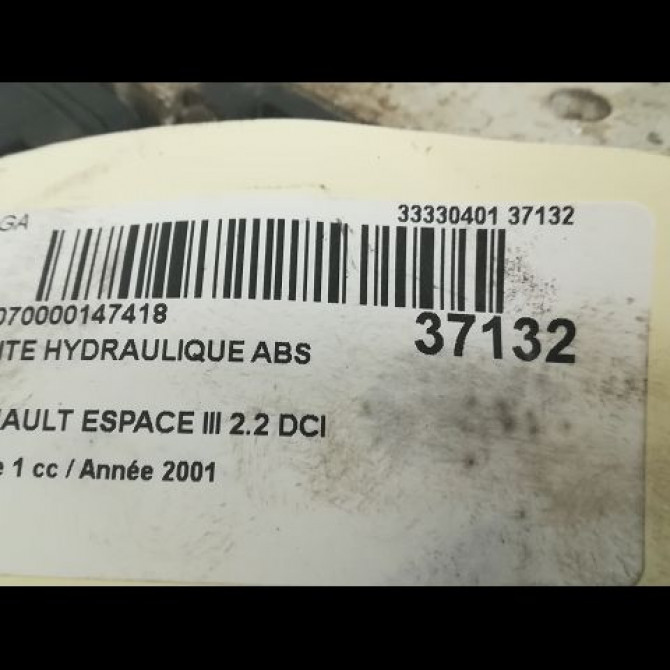 GA
33330401 37132
070000147418
37132
ITE HYDRAULIQUE ABS
AULT ESPACE III 2.2 DCI
e 1 cc / Année 2001